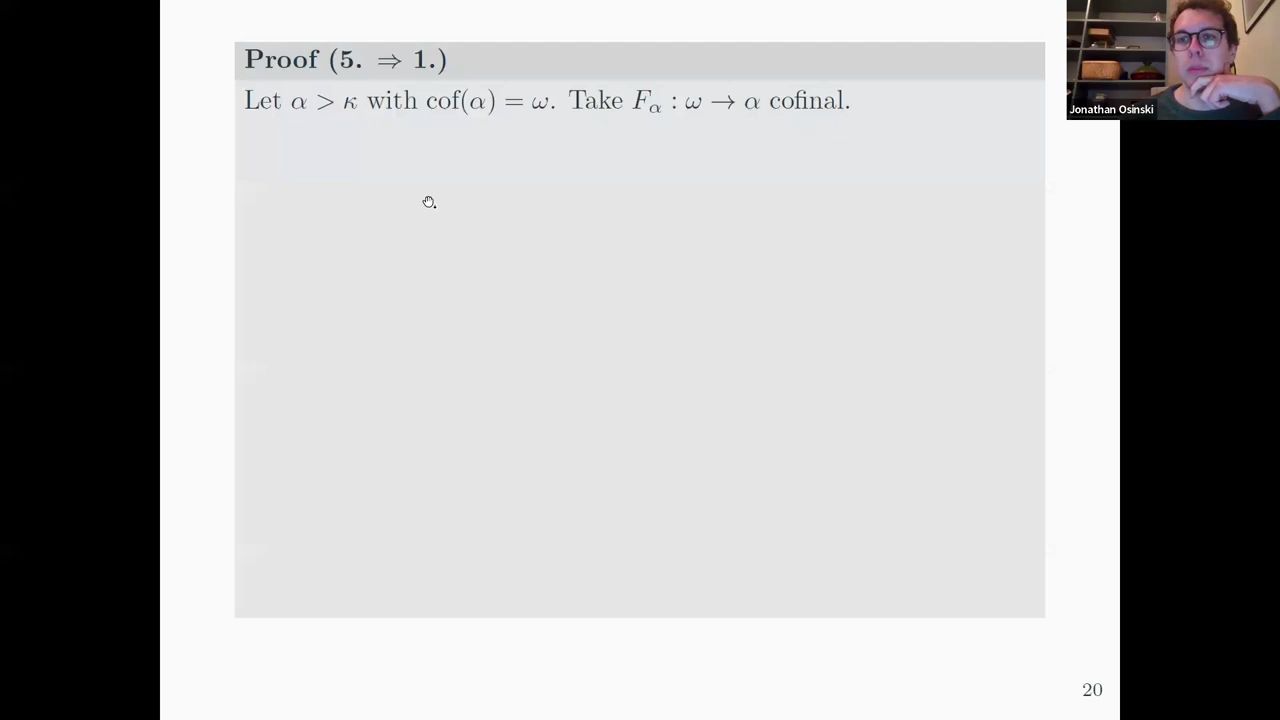 Proof (5. ⇒ 1.)
Let α > κ with cof(α) = ω. Take F_α : ω → α cofinal.
Jonathan Osinski
20